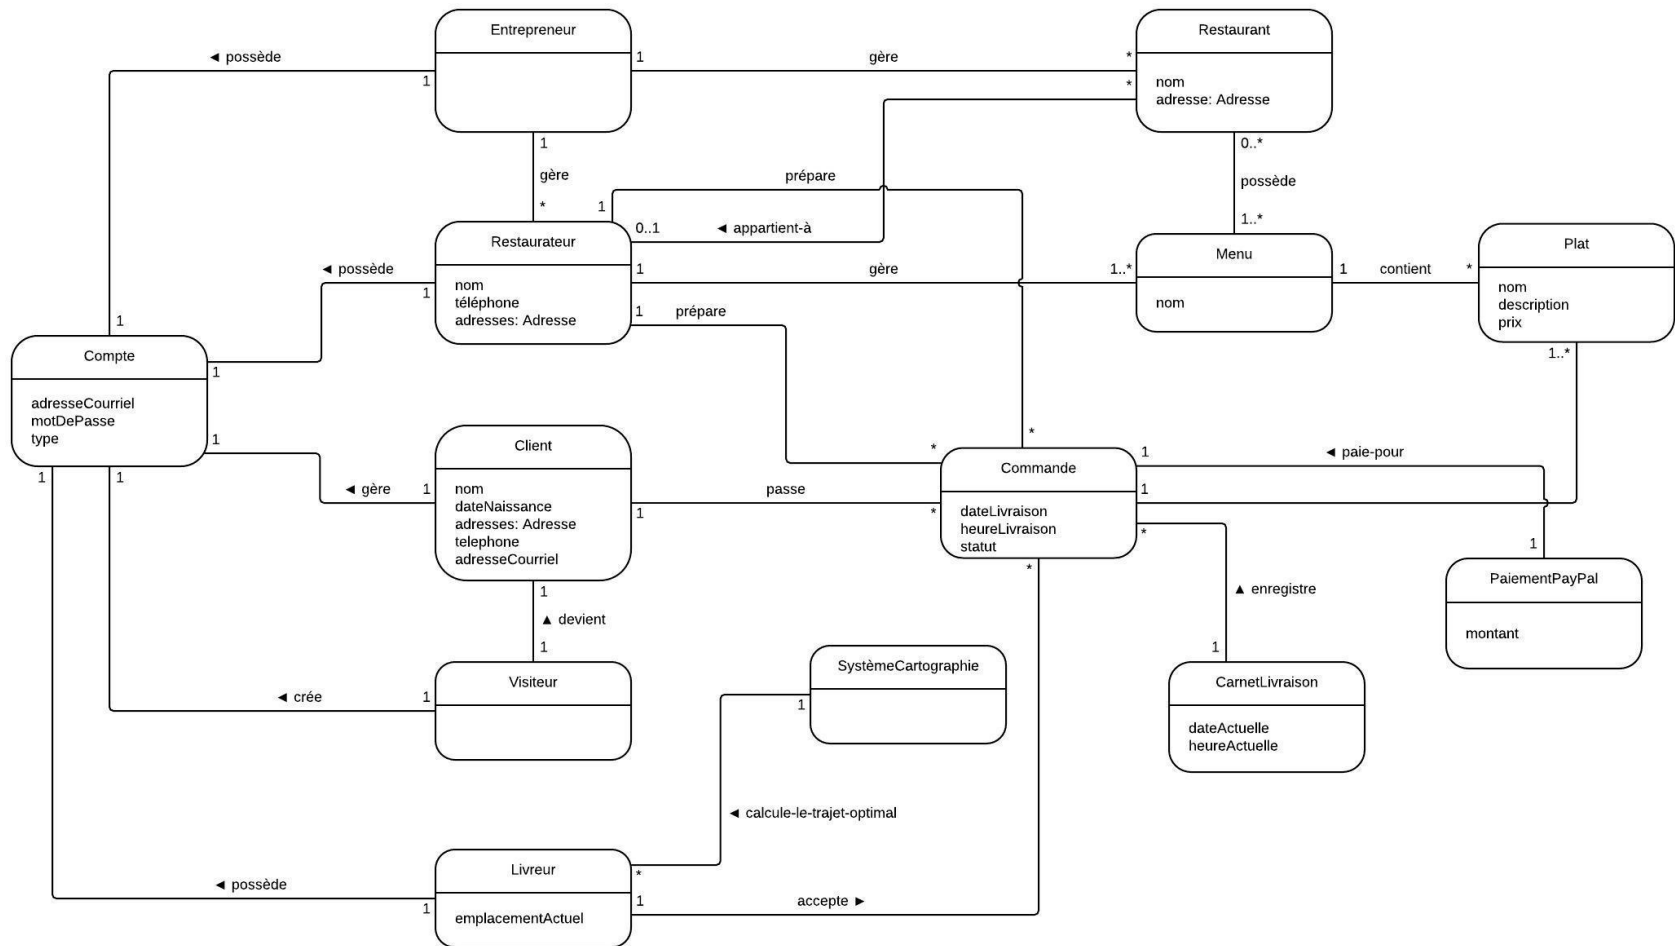 Entrepreneur
Restaurant
◄ possède
1
1
gère
*
nom
adresse: Adresse
*
1
gère
*
0..*
possède
1..*
prépare
1
*
Restaurateur
nom
téléphone
adresses: Adresse
0..1
◄ appartient-à
◄ possède
1
1
gère
1..*
Menu
nom
1
contient
*
Plat
nom
description
prix
1..*
1
prépare
*
1
Compte
adresseCourriel
motDePasse
type
1
1
1
1
Client
nom
dateNaissance
adresses: Adresse
telephone
adresseCourriel
◄ gère
1
passe
1
*
Commande
dateLivraison
heureLivraison
statut
1
◄ paie-pour
1
*
*
1
PaiementPayPal
montant
1
▲ devient
1
▲ enregistre
1
Visiteur
◄ crée
1
SystèmeCartographie
1
CarnetLivraison
dateActuelle
heureActuelle
◄ calcule-le-trajet-optimal
Livreur
emplacementActuel
*
◄ possède
1
1
accepte ►